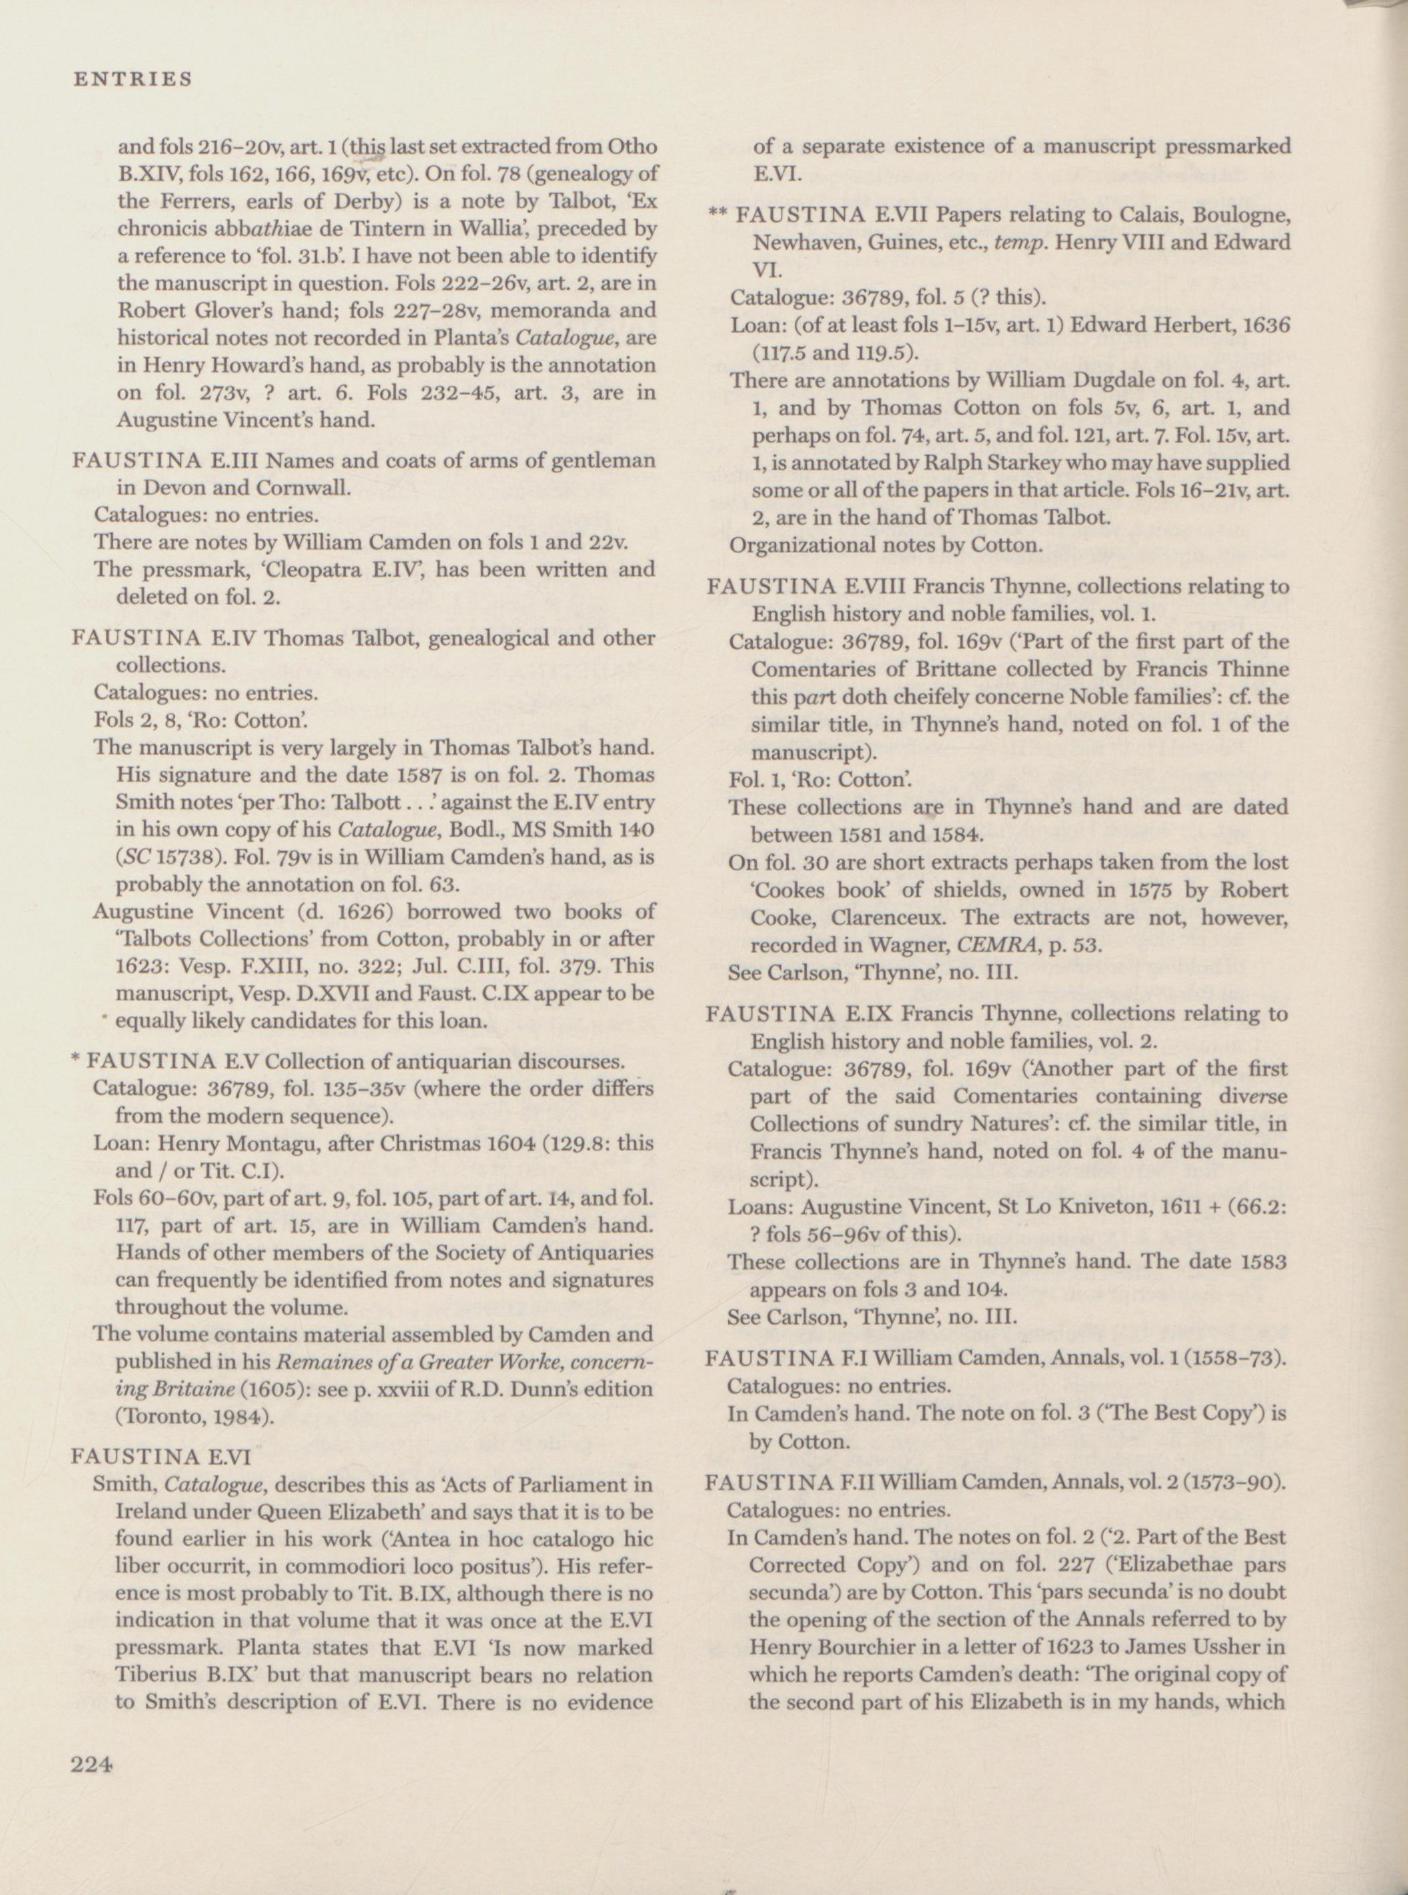 ENTRIES
and fols 216–20v, art. 1 (this last set extracted from Otho
B.XIV, fols 162, 166, 169v, etc). On fol. 78 (genealogy of
the Ferrers, earls of Derby) is a note by Talbot, ‘Ex
chronicis abbathiae de Tintern in Wallia’, preceded by
a reference to ‘fol. 31.b’. I have not been able to identify
the manuscript in question. Fols 222–26v, art. 2, are in
Robert Glover’s hand; fols 227–28v, memoranda and
historical notes not recorded in Planta’s Catalogue, are
in Henry Howard’s hand, as probably is the annotation
on fol. 273v, ? art. 6. Fols 232–45, art. 3, are in
Augustine Vincent’s hand.
FAUSTINA E.III Names and coats of arms of gentleman
in Devon and Cornwall.
Catalogues: no entries.
There are notes by William Camden on fols 1 and 22v.
The pressmark, ‘Cleopatra E.IV’, has been written and
deleted on fol. 2.
FAUSTINA E.IV Thomas Talbot, genealogical and other
collections.
Catalogues: no entries.
Fols 2, 8, ‘Ro: Cotton’.
The manuscript is very largely in Thomas Talbot’s hand.
His signature and the date 1587 is on fol. 2. Thomas
Smith notes ‘per Tho: Talbott . . .’ against the E.IV entry
in his own copy of his Catalogue, Bodl., MS Smith 140
(SC 15738). Fol. 79v is in William Camden’s hand, as is
probably the annotation on fol. 63.
Augustine Vincent (d. 1626) borrowed two books of
‘Talbots Collections’ from Cotton, probably in or after
1623: Vesp. F.XIII, no. 322; Jul. C.III, fol. 379. This
manuscript, Vesp. D.XVII and Faust. C.IX appear to be
equally likely candidates for this loan.
* FAUSTINA E.V Collection of antiquarian discourses.
Catalogue: 36789, fol. 135–35v (where the order differs
from the modern sequence).
Loan: Henry Montagu, after Christmas 1604 (129.8: this
and / or Tit. C.I).
Fols 60–60v, part of art. 9, fol. 105, part of art. 14, and fol.
117, part of art. 15, are in William Camden’s hand.
Hands of other members of the Society of Antiquaries
can frequently be identified from notes and signatures
throughout the volume.
The volume contains material assembled by Camden and
published in his Remaines of a Greater Worke, concern-
ing Britaine (1605): see p. xxviii of R.D. Dunn’s edition
(Toronto, 1984).
FAUSTINA E.VI
Smith, Catalogue, describes this as ‘Acts of Parliament in
Ireland under Queen Elizabeth’ and says that it is to be
found earlier in his work (‘Antea in hoc catalogo hic
liber occurrit, in commodiori loco positus’). His refer-
ence is most probably to Tit. B.IX, although there is no
indication in that volume that it was once at the E.VI
pressmark. Planta states that E.VI ‘Is now marked
Tiberius B.IX’ but that manuscript bears no relation
to Smith’s description of E.VI. There is no evidence
of a separate existence of a manuscript pressmarked
E.VI.
** FAUSTINA E.VII Papers relating to Calais, Boulogne,
Newhaven, Guines, etc., temp. Henry VIII and Edward
VI.
Catalogue: 36789, fol. 5 (? this).
Loan: (of at least fols 1–15v, art. 1) Edward Herbert, 1636
(117.5 and 119.5).
There are annotations by William Dugdale on fol. 4, art.
1, and by Thomas Cotton on fols 5v, 6, art. 1, and
perhaps on fol. 74, art. 5, and fol. 121, art. 7. Fol. 15v, art.
1, is annotated by Ralph Starkey who may have supplied
some or all of the papers in that article. Fols 16–21v, art.
2, are in the hand of Thomas Talbot.
Organizational notes by Cotton.
FAUSTINA E.VIII Francis Thynne, collections relating to
English history and noble families, vol. 1.
Catalogue: 36789, fol. 169v (‘Part of the first part of the
Comentaries of Brittane collected by Francis Thinne
this part doth cheifely concerne Noble families’: cf. the
similar title, in Thynne’s hand, noted on fol. 1 of the
manuscript).
Fol. 1, ‘Ro: Cotton’.
These collections are in Thynne’s hand and are dated
between 1581 and 1584.
On fol. 30 are short extracts perhaps taken from the lost
‘Cookes book’ of shields, owned in 1575 by Robert
Cooke, Clarenceux. The extracts are not, however,
recorded in Wagner, CEMRA, p. 53.
See Carlson, ‘Thynne’, no. III.
FAUSTINA E.IX Francis Thynne, collections relating to
English history and noble families, vol. 2.
Catalogue: 36789, fol. 169v (‘Another part of the first
part of the said Comentaries containing diverse
Collections of sundry Natures’: cf. the similar title, in
Francis Thynne’s hand, noted on fol. 4 of the manu-
script).
Loans: Augustine Vincent, St Lo Kniveton, 1611 + (66.2:
? fols 56–96v of this).
These collections are in Thynne’s hand. The date 1583
appears on fols 3 and 104.
See Carlson, ‘Thynne’, no. III.
FAUSTINA F.I William Camden, Annals, vol. 1 (1558–73).
Catalogues: no entries.
In Camden’s hand. The note on fol. 3 (‘The Best Copy’) is
by Cotton.
FAUSTINA F.II William Camden, Annals, vol. 2 (1573–90).
Catalogues: no entries.
In Camden’s hand. The notes on fol. 2 (‘2. Part of the Best
Corrected Copy’) and on fol. 227 (‘Elizabethae pars
secunda’) are by Cotton. This ‘pars secunda’ is no doubt
the opening of the section of the Annals referred to by
Henry Bourchier in a letter of 1623 to James Ussher in
which he reports Camden’s death: ‘The original copy of
the second part of his Elizabeth is in my hands, which
224